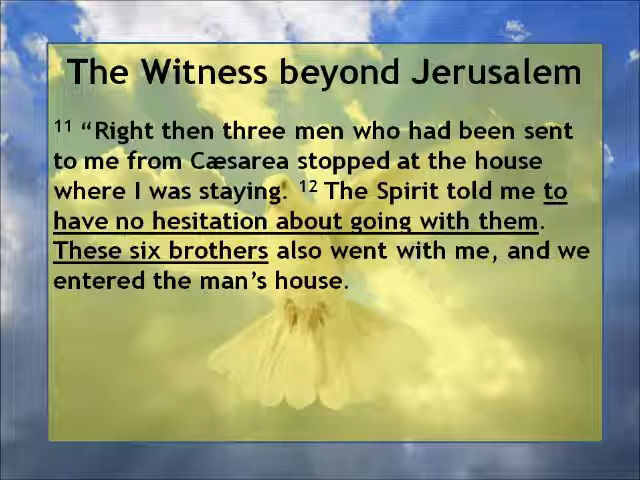 The Witness beyond Jerusalem
11 “Right then three men who had been sent
to me from Cæsarea stopped at the house
where I was staying. 12 The Spirit told me to
have no hesitation about going with them.
These six brothers also went with me, and we
entered the man’s house.